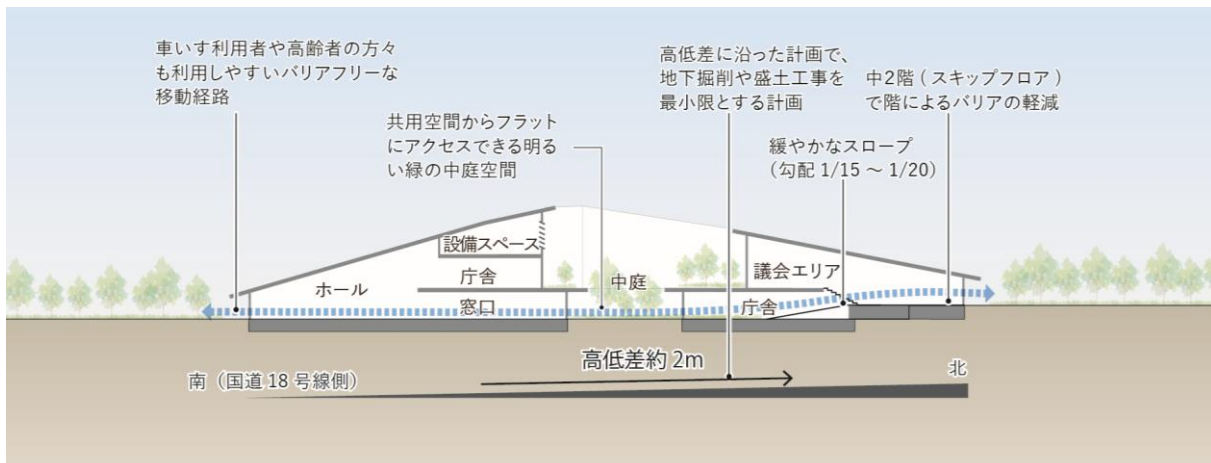 車いす利用者や高齢者の方々
も利用しやすいバリアフリーな
移動経路
共用空間からフラット
にアクセスできる明る
い緑の中庭空間
高低差に沿った計画で、
地下掘削や盛土工事を
最小限とする計画
中2階 ( スキップフロア )
で階によるバリアの軽減
緩やかなスロープ
（勾配 1/15 ～ 1/20）
設備スペース
ホール
庁舎
中庭
議会エリア
窓口
庁舎
高低差約 2m
南（国道 18 号線側）
北